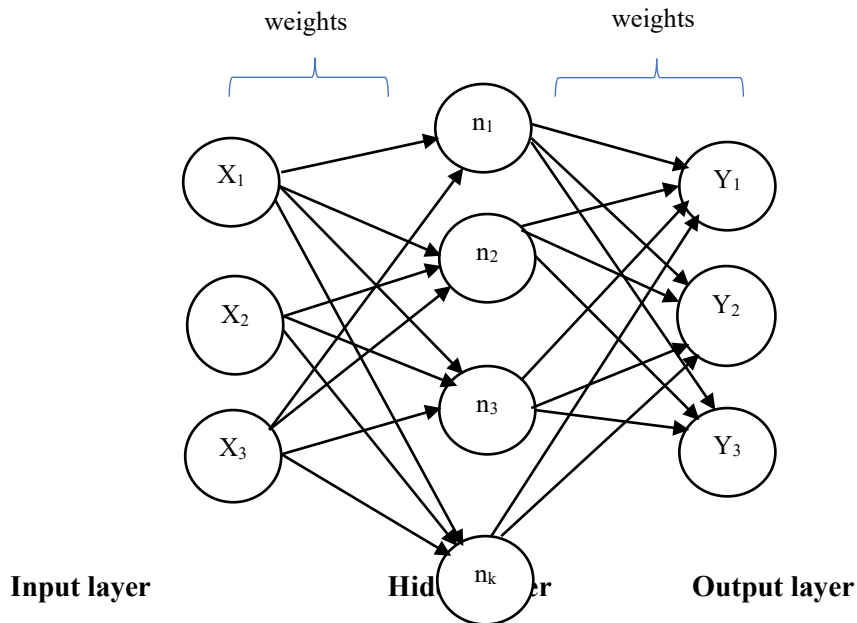 weights
weights
X1
X2
X3
n1
n2
n3
nk
Y1
Y2
Y3
Input layer
Output layer